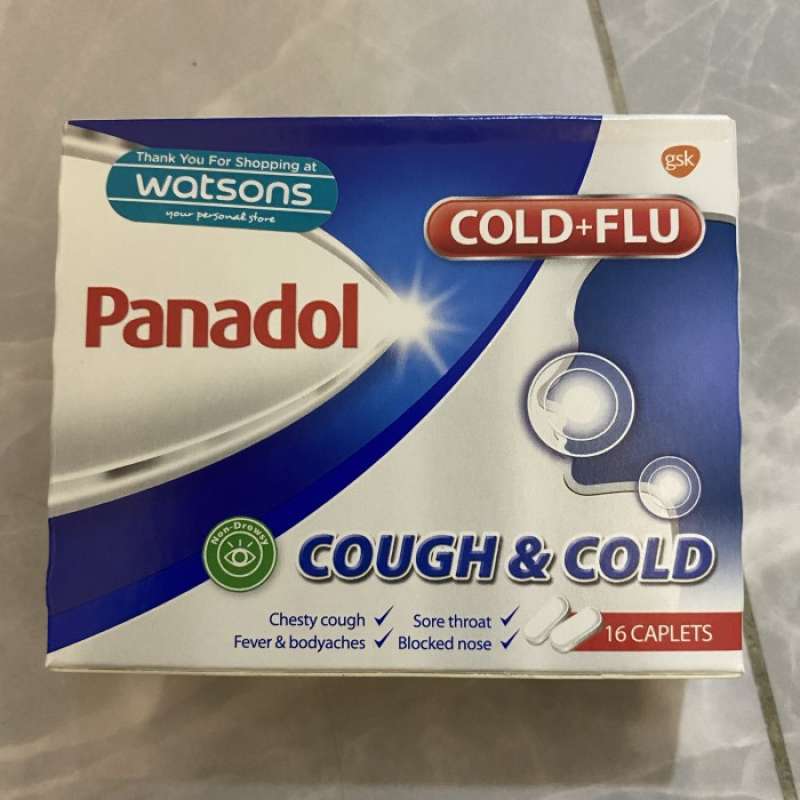 Thank You For Shopping at
watsons
your personal store
gsk
COLD+FLU
Panadol
Non-Drowsy
COUGH & COLD
Chesty cough ✓ Sore throat ✓
Fever & bodyaches ✓ Blocked nose ✓
16 CAPLETS